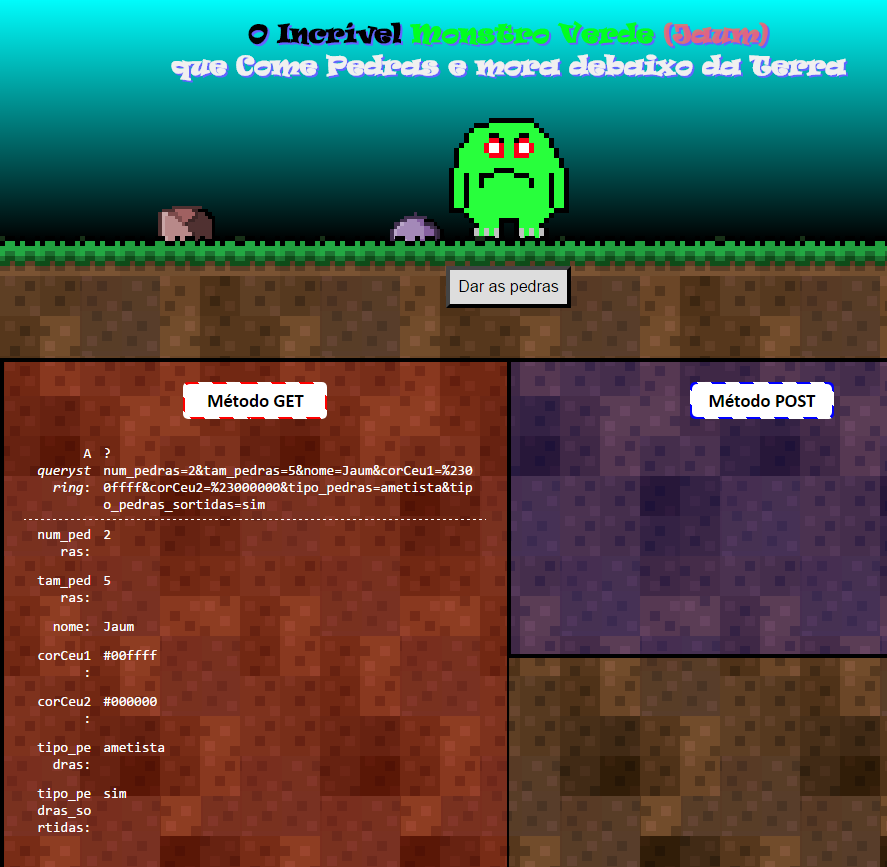 O Incrível Monstro Verde (Jaum)
que Come Pedras e mora debaixo da Terra
Dar as pedras
Método GET
A ?
queryst num_pedras=2&tam_pedras=5&nome=Jaum&corCeu1=%230
ring: 0ffff&corCeu2=%23000000&tipo_pedras=ametista&tip
o_pedras_sortidas=sim
num_ped 2
ras:
tam_ped 5
ras:
nome: Jaum
corCeu1 #00ffff
:
corCeu2 #000000
:
tipo_pe ametista
dras:
tipo_pe sim
dras_so
rtidas:
Método POST